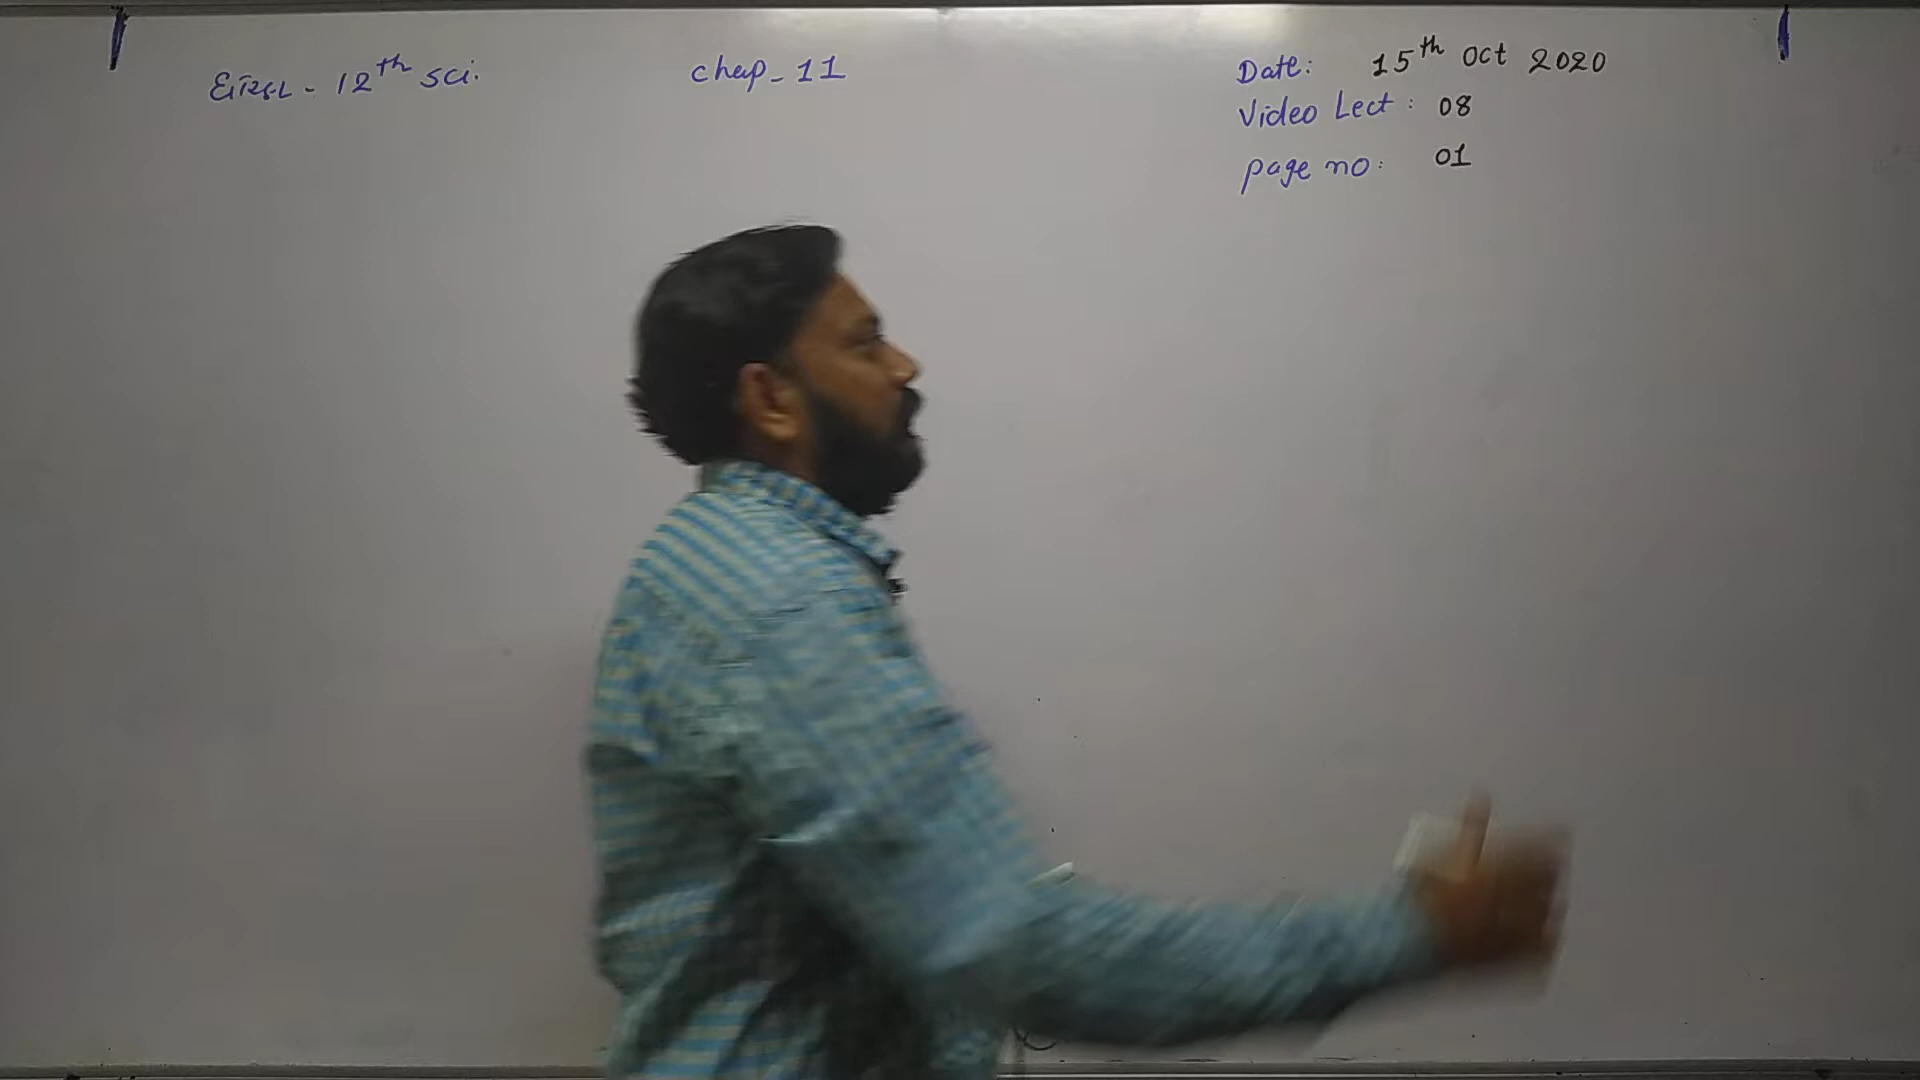 ધોરણ - 12th sci.
chap - 11
Date: 15th Oct 2020
Video Lect : 08
page no: 01